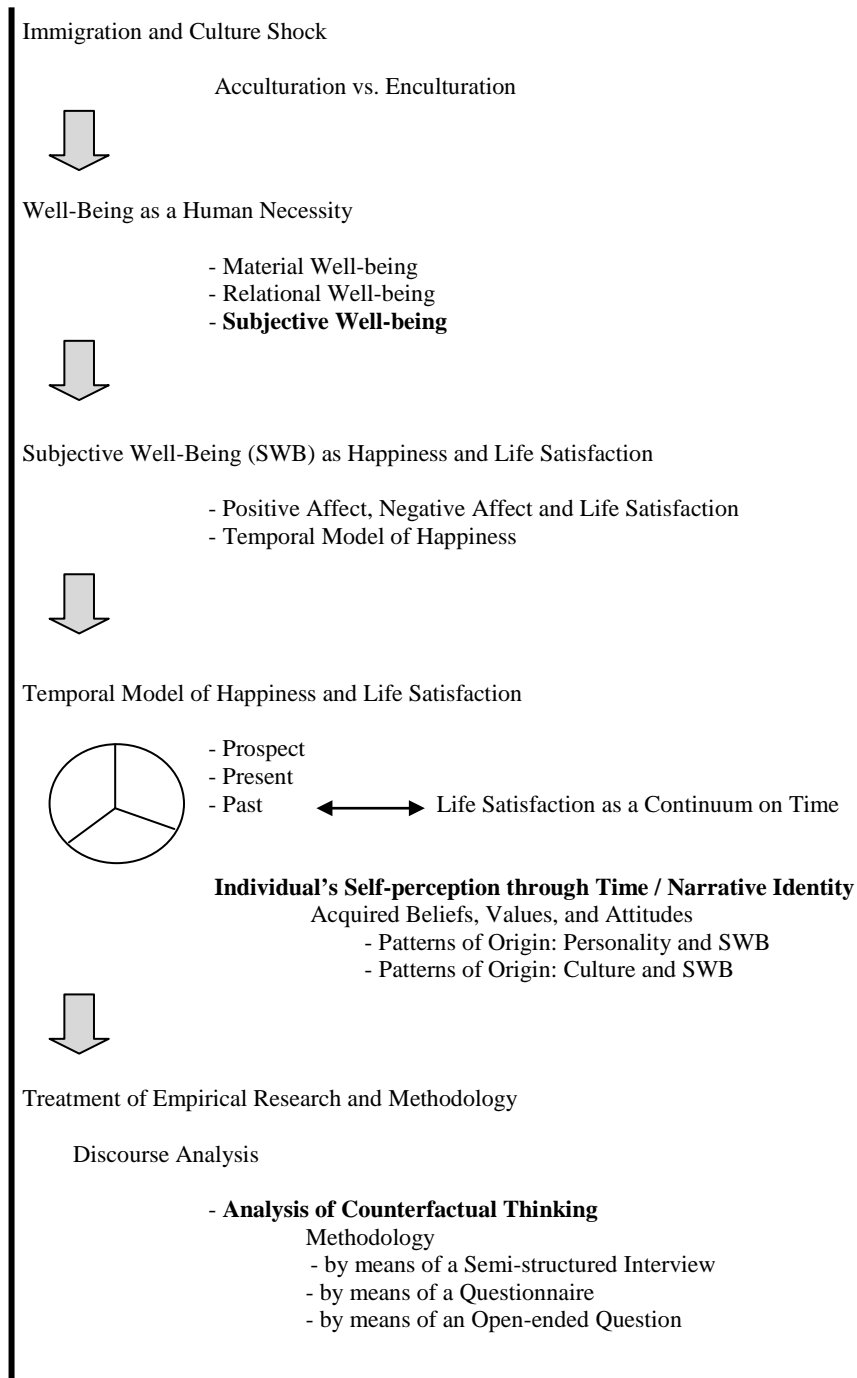 Immigration and Culture Shock
Acculturation vs. Enculturation
Well-Being as a Human Necessity
- Material Well-being
- Relational Well-being
- Subjective Well-being
Subjective Well-Being (SWB) as Happiness and Life Satisfaction
- Positive Affect, Negative Affect and Life Satisfaction
- Temporal Model of Happiness
Temporal Model of Happiness and Life Satisfaction
- Prospect
- Present
- Past Life Satisfaction as a Continuum on Time
Individual’s Self-perception through Time / Narrative Identity
Acquired Beliefs, Values, and Attitudes
- Patterns of Origin: Personality and SWB
- Patterns of Origin: Culture and SWB
Treatment of Empirical Research and Methodology
Discourse Analysis
- Analysis of Counterfactual Thinking
Methodology
- by means of a Semi-structured Interview
- by means of a Questionnaire
- by means of an Open-ended Question